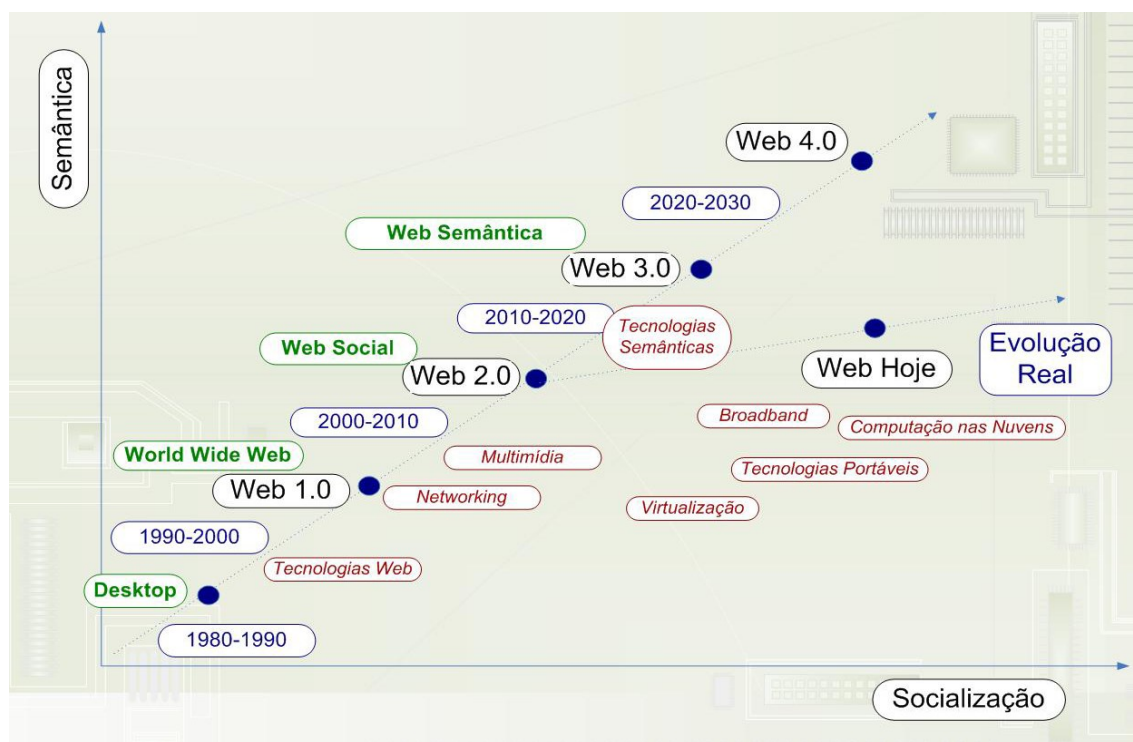 Semântica
Web 4.0
2020-2030
Web Semântica
Web 3.0
2010-2020
Tecnologias
Semânticas
Web Social
Web 2.0
Web Hoje
Evolução
Real
2000-2010
Broadband
Computação nas Nuvens
World Wide Web
Multimídia
Tecnologias Portáveis
Web 1.0
Networking
Virtualização
1990-2000
Tecnologias Web
Desktop
1980-1990
Socialização